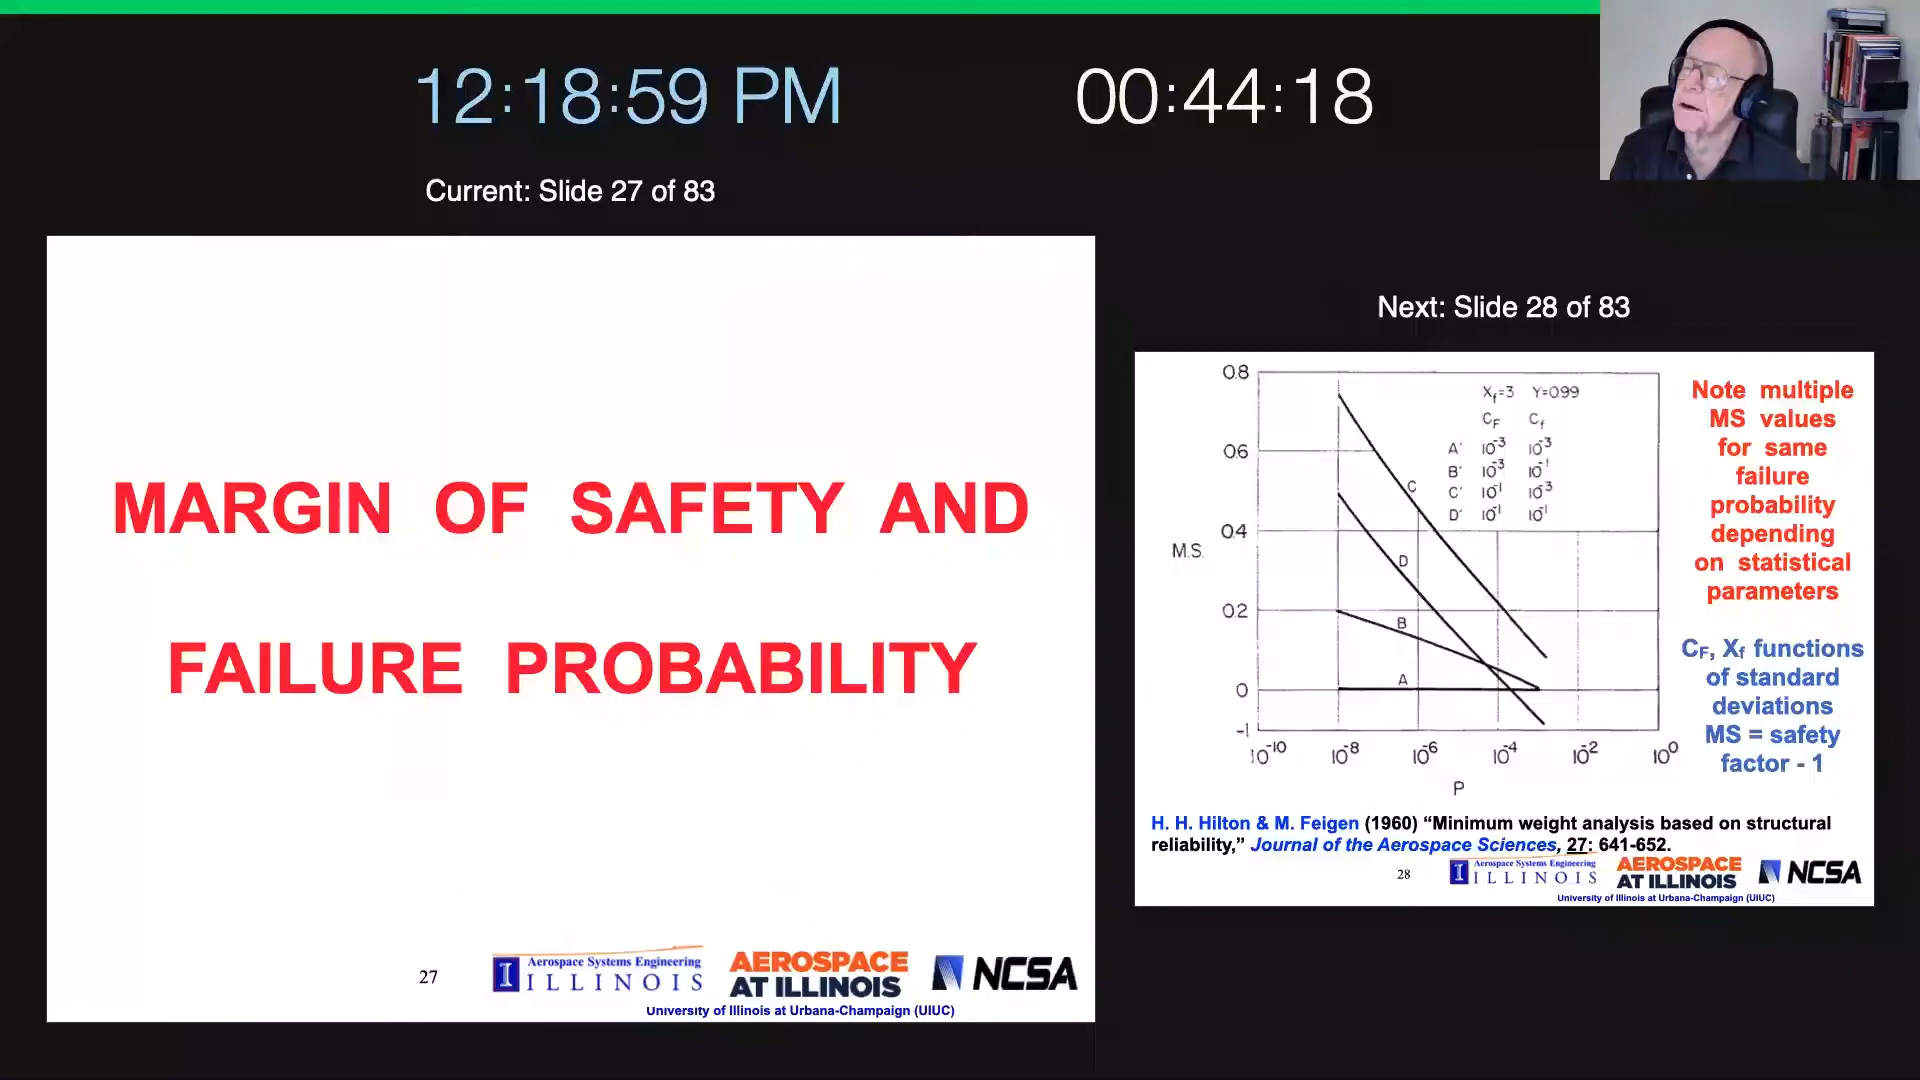 12:18:59 PM
00:44:18
Current: Slide 27 of 83
MARGIN OF SAFETY AND
FAILURE PROBABILITY
27
I Aerospace Systems Engineering
ILLINOIS
AEROSPACE
AT ILLINOIS
NCSA
University of Illinois at Urbana-Champaign (UIUC)
Next: Slide 28 of 83
0.8
0.6
0.4
0.2
0
-.1
M.S.
Xf=3 Y=0.99
CF Cf
A: 10-3 10-3
B: 10-3 10-1
C: 10-1 10-3
D: 10-1 10-1
C
D
B
A
10-10 10-8 10-6 10-4 10-2 100
P
Note multiple
MS values
for same
failure
probability
depending
on statistical
parameters
CF, Xf functions
of standard
deviations
MS = safety
factor - 1
H. H. Hilton & M. Feigen (1960) “Minimum weight analysis based on structural
reliability,” Journal of the Aerospace Sciences, 27: 641-652.
28
I Aerospace Systems Engineering
ILLINOIS
AEROSPACE
AT ILLINOIS
NCSA
University of Illinois at Urbana-Champaign (UIUC)